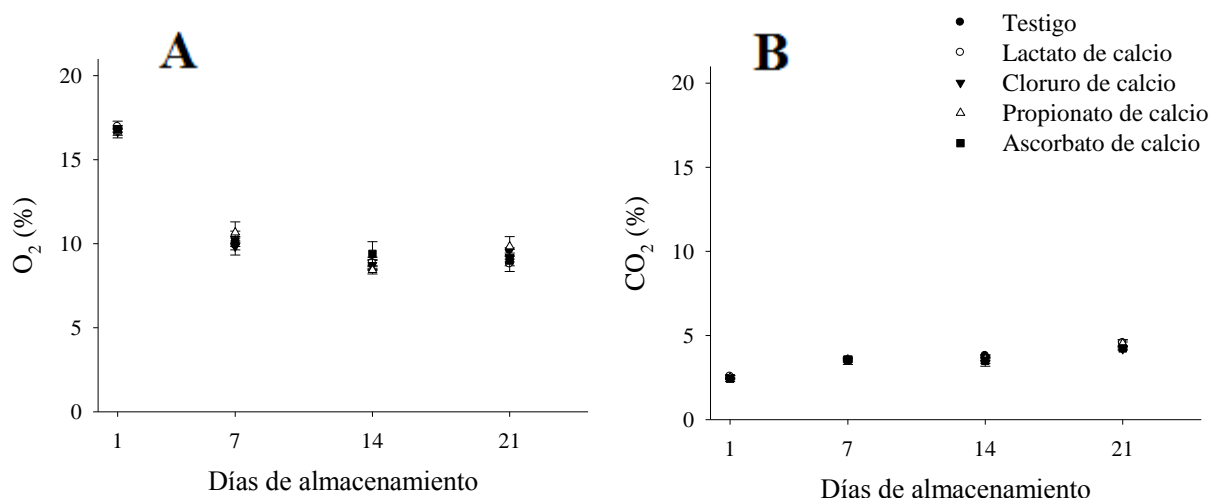 A
20
15
10
5
0
O2 (%)
1 7 14 21
Días de almacenamiento
B
Testigo
Lactato de calcio
Cloruro de calcio
Propionato de calcio
Ascorbato de calcio
20
15
10
5
0
CO2 (%)
1 7 14 21
Días de almacenamiento